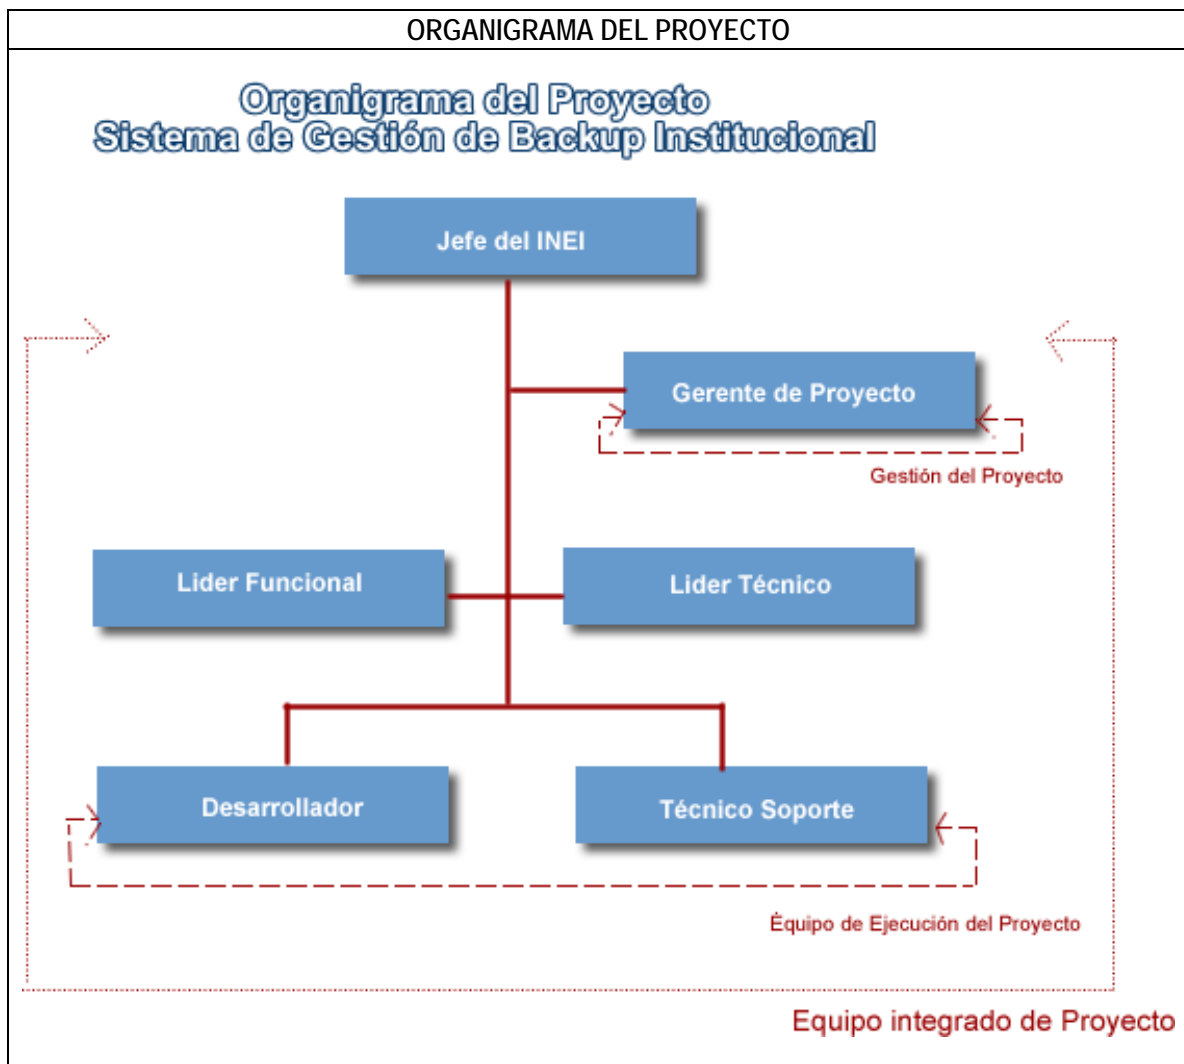 ORGANIGRAMA DEL PROYECTO
Organigrama del Proyecto
Sistema de Gestión de Backup Institucional
Jefe del INEI
Gerente de Proyecto
Gestión del Proyecto
Lider Funcional
Lider Técnico
Desarrollador
Técnico Soporte
Équipo de Ejecución del Proyecto
Equipo integrado de Proyecto